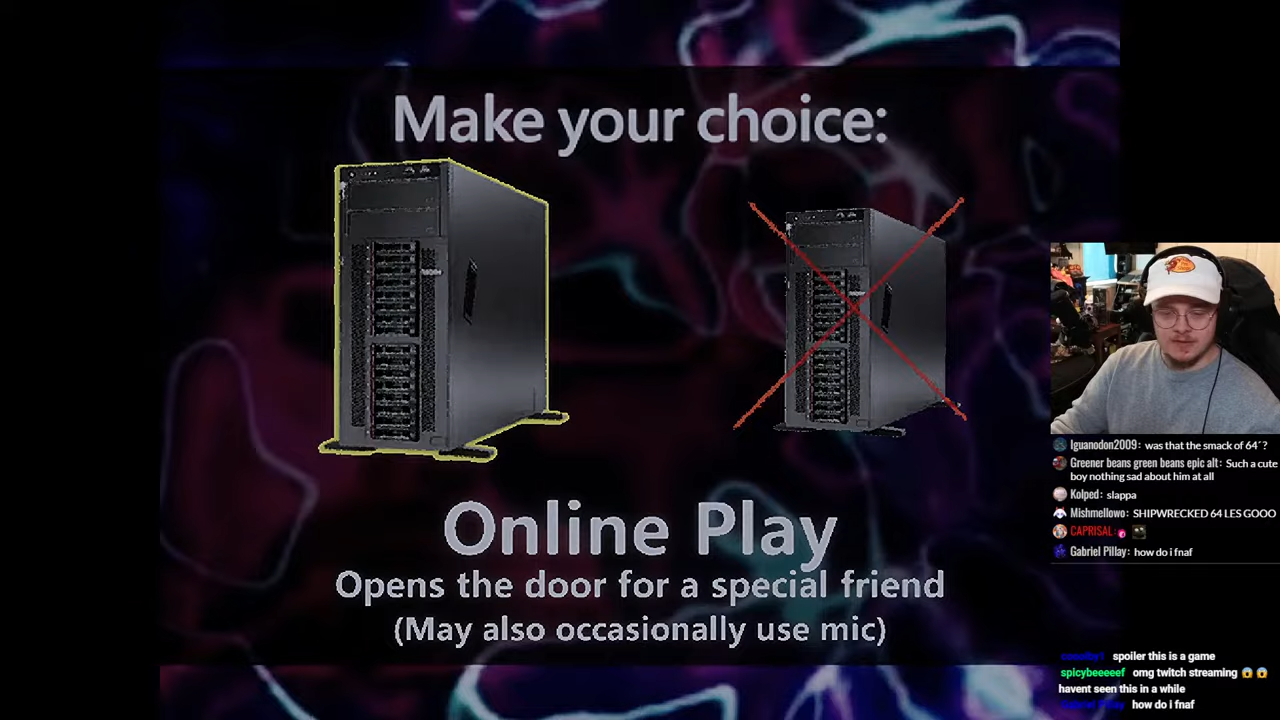 Make your choice:
Online Play
Opens the door for a special friend
(May also occasionally use mic)
Iguanodon2009: was that the smack of 64´?
Greener beans green beans epic alt: Such a cute
boy nothing sad about him at all
Kolped: slappa
Mishmellowo: SHIPWRECKED 64 LES GOOO
CAPRISAL:
Gabriel Pillay: how do i fnaf
spoiler this is a game
spicybeeeeef omg twitch streaming
havent seen this in a while
Gabriel Pillay: how do i fnaf